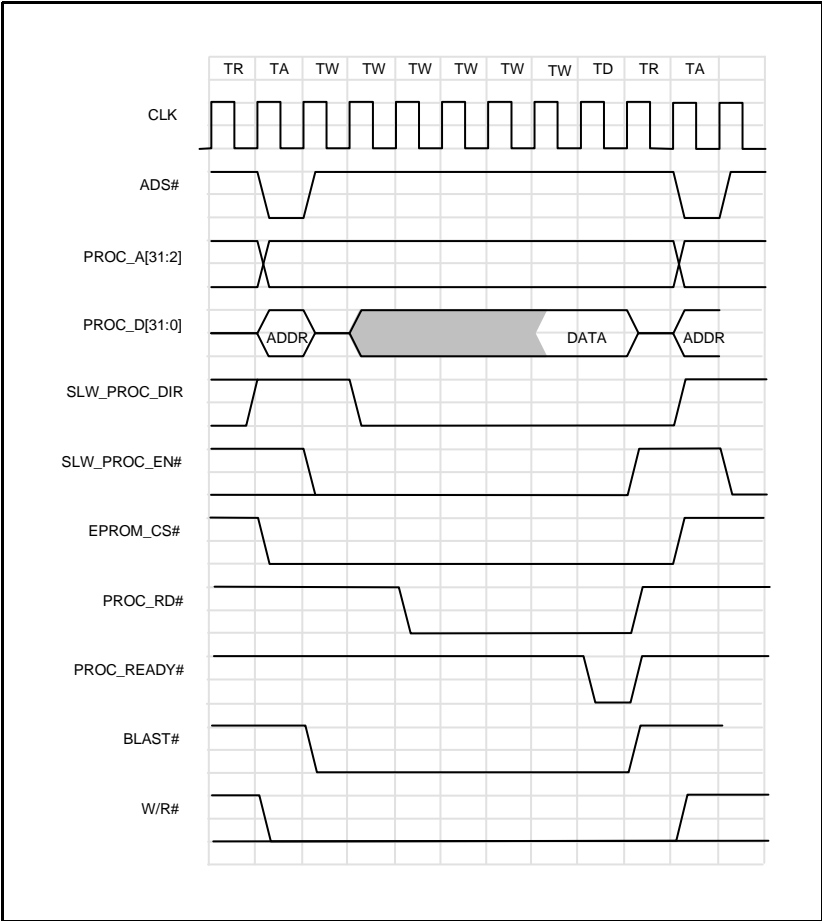 TR TA TW TW TW TW TW TW TD TR TA
CLK
ADS#
PROC_A[31:2]
PROC_D[31:0]
ADDR DATA ADDR
SLW_PROC_DIR
SLW_PROC_EN#
EPROM_CS#
PROC_RD#
PROC_READY#
BLAST#
W/R#